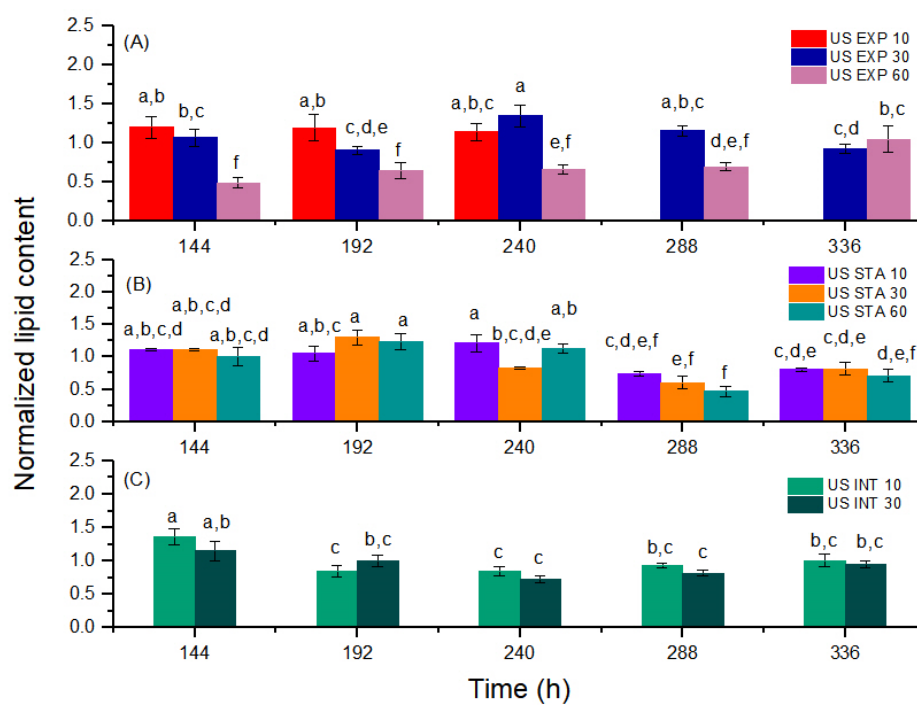 Normalized lipid content
(A)
US EXP 10
US EXP 30
US EXP 60
2.5
2.0
1.5
1.0
0.5
0.0
a,b
b,c
f
a,b
c,d,e
f
a,b,c
a
e,f
a,b,c
d,e,f
c,d
b,c
144 192 240 288 336
(B)
US STA 10
US STA 30
US STA 60
2.5
2.0
1.5
1.0
0.5
0.0
a,b,c,d
a,b,c,d
a,b,c,d
a,b,c
a
a
a
b,c,d,e
a,b
c,d,e,f
e,f
f
c,d,e
c,d,e
d,e,f
144 192 240 288 336
(C)
US INT 10
US INT 30
2.5
2.0
1.5
1.0
0.5
0.0
a
a,b
c
b,c
c
c
b,c
c
b,c
b,c
144 192 240 288 336
Time (h)